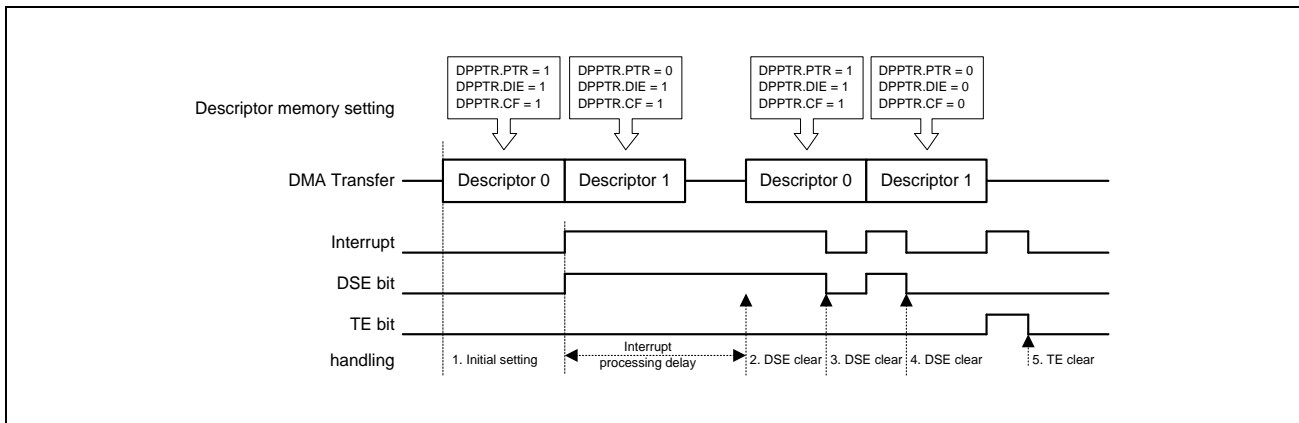 DPPTR.PTR = 1
DPPTR.DIE = 1
DPPTR.CF = 1
DPPTR.PTR = 0
DPPTR.DIE = 1
DPPTR.CF = 1
DPPTR.PTR = 1
DPPTR.DIE = 1
DPPTR.CF = 1
DPPTR.PTR = 0
DPPTR.DIE = 0
DPPTR.CF = 0
Descriptor memory setting
DMA Transfer
Descriptor 0
Descriptor 1
Descriptor 0
Descriptor 1
Interrupt
DSE bit
TE bit
handling
1. Initial setting
Interrupt
processing delay
2. DSE clear
3. DSE clear
4. DSE clear
5. TE clear